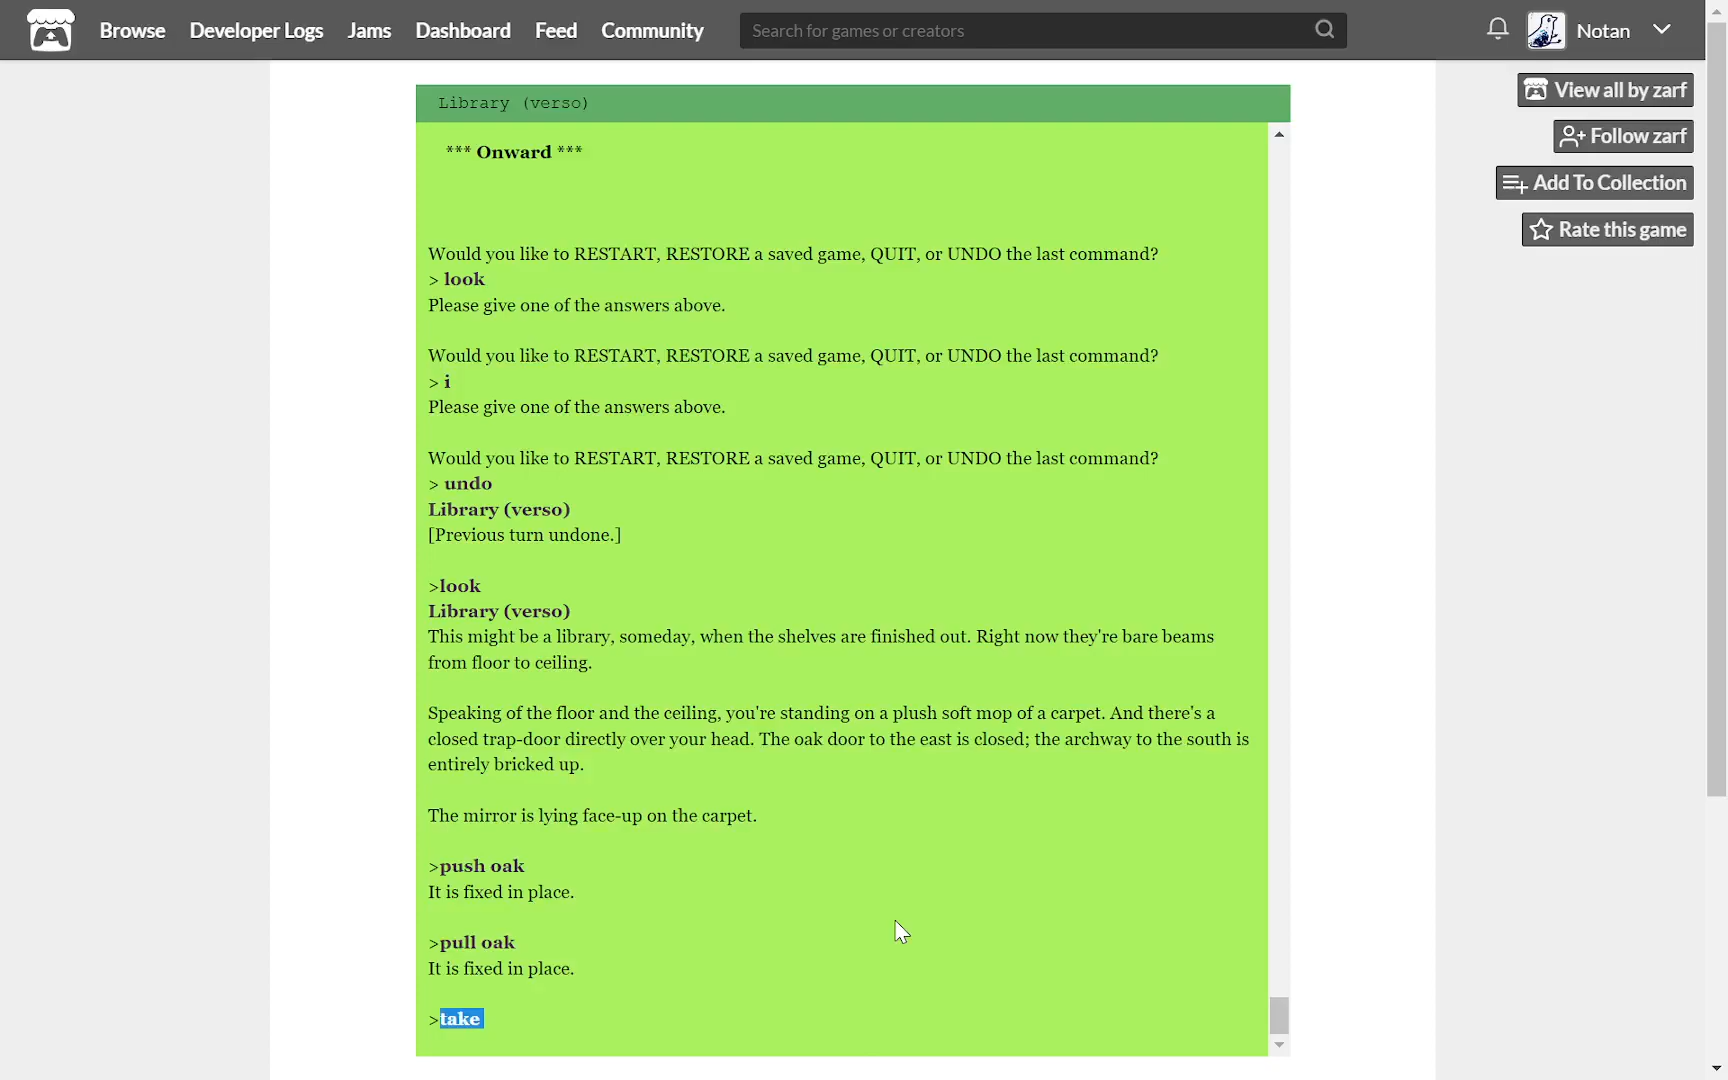 Browse Developer Logs Jams Dashboard Feed Community Search for games or creators Notan
View all by zarf
Follow zarf
Add To Collection
Rate this game
Library (verso)
*** Onward ***
Would you like to RESTART, RESTORE a saved game, QUIT, or UNDO the last command?
> look
Please give one of the answers above.
Would you like to RESTART, RESTORE a saved game, QUIT, or UNDO the last command?
> i
Please give one of the answers above.
Would you like to RESTART, RESTORE a saved game, QUIT, or UNDO the last command?
> undo
Library (verso)
[Previous turn undone.]
>look
Library (verso)
This might be a library, someday, when the shelves are finished out. Right now they're bare beams
from floor to ceiling.
Speaking of the floor and the ceiling, you're standing on a plush soft mop of a carpet. And there's a
closed trap-door directly over your head. The oak door to the east is closed; the archway to the south is
entirely bricked up.
The mirror is lying face-up on the carpet.
>push oak
It is fixed in place.
>pull oak
It is fixed in place.
>take